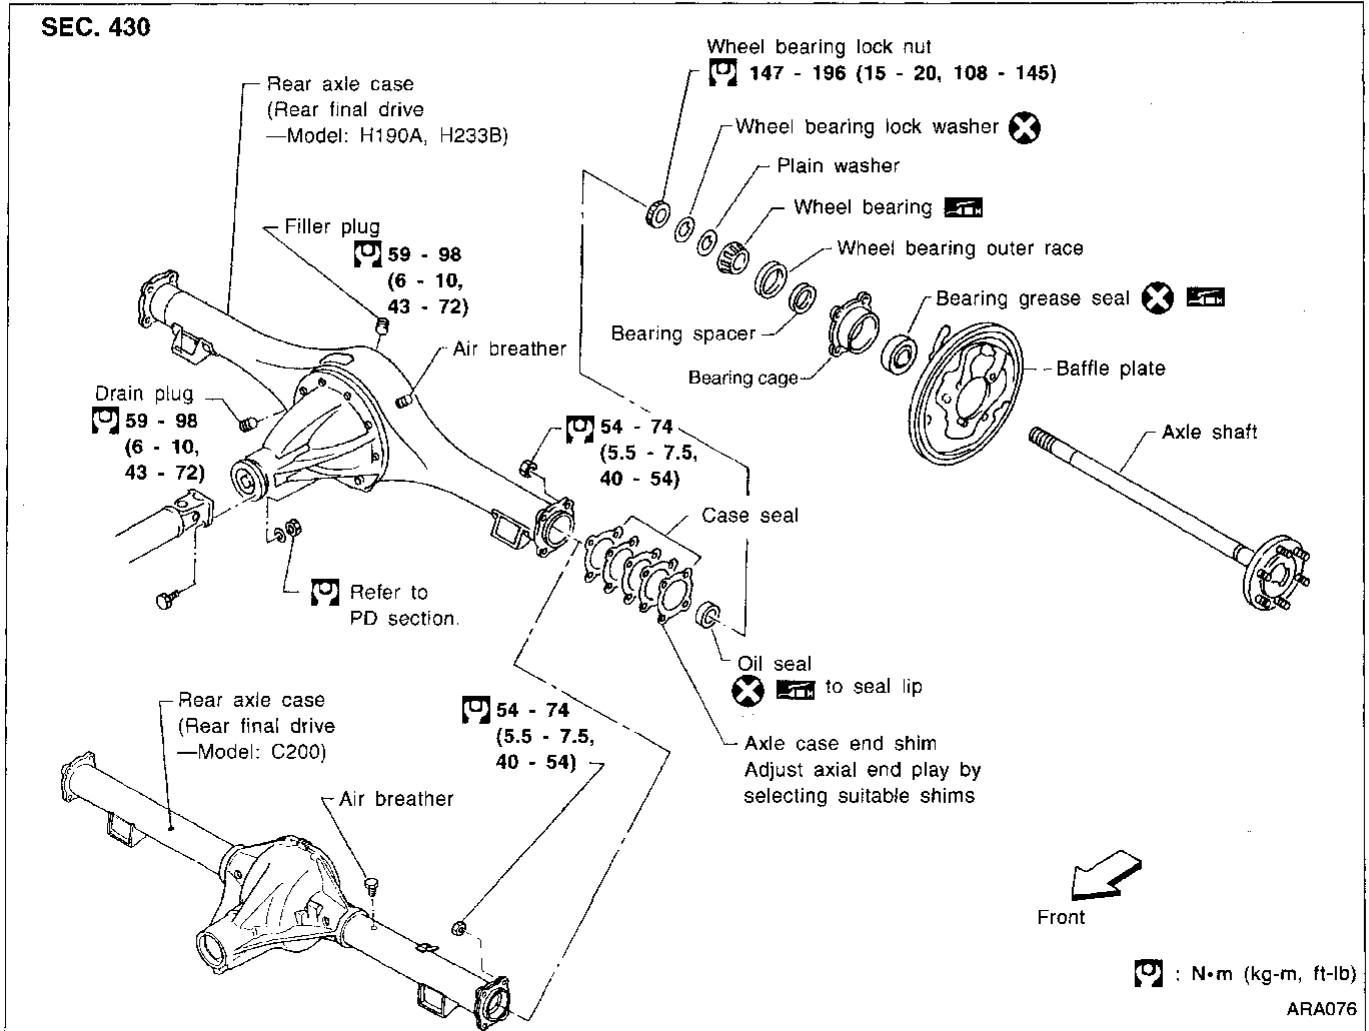 SEC. 430
Wheel bearing lock nut
147 - 196 (15 - 20, 108 - 145)
Rear axle case
(Rear final drive
—Model: H190A, H233B)
Wheel bearing lock washer
Plain washer
Wheel bearing
Wheel bearing outer race
Filler plug
59 - 98
(6 - 10,
43 - 72)
Bearing grease seal
Bearing spacer
Air breather
Bearing cage
Baffle plate
Drain plug
59 - 98
(6 - 10,
43 - 72)
54 - 74
(5.5 - 7.5,
40 - 54)
Axle shaft
Case seal
Refer to
PD section.
Oil seal
to seal lip
Rear axle case
(Rear final drive
—Model: C200)
54 - 74
(5.5 - 7.5,
40 - 54)
Axle case end shim
Adjust axial end play by
selecting suitable shims
Air breather
Front
: N•m (kg-m, ft-lb)
ARA076